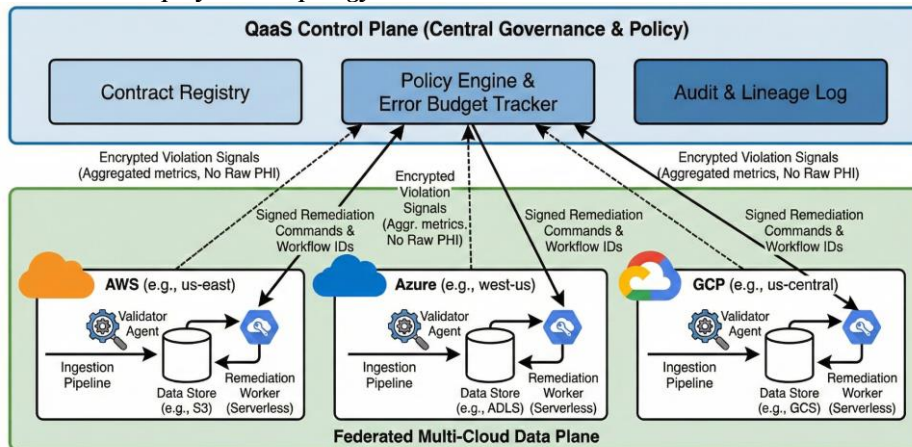 QaaS Control Plane (Central Governance & Policy)
Contract Registry
Policy Engine &
Error Budget Tracker
Audit & Lineage Log
Encrypted Violation Signals
(Aggregated metrics, No Raw PHI)
Encrypted
Violation
Signals
(Aggr. metrics,
No Raw PHI)
Encrypted Violation Signals
(Aggregated metrics, No Raw PHI)
Signed Remediation
Commands &
Workflow IDs
Signed Remediation
Commands &
Workflow IDs
Signed Remediation
Commands &
Workflow IDs
AWS (e.g., us-east)
Validator
Agent
Ingestion
Pipeline
Data Store
(e.g., S3)
Remediation
Worker
(Serverless)
Azure (e.g., west-us)
Validator
Agent
Ingestion
Pipeline
Data Store
(e.g., ADLS)
Remediation
Worker
(Serverless)
GCP (e.g., us-central)
Validator
Agent
Ingestion
Pipeline
Data Store
(e.g., GCS)
Remediation
Worker
(Serverless)
Federated Multi-Cloud Data Plane